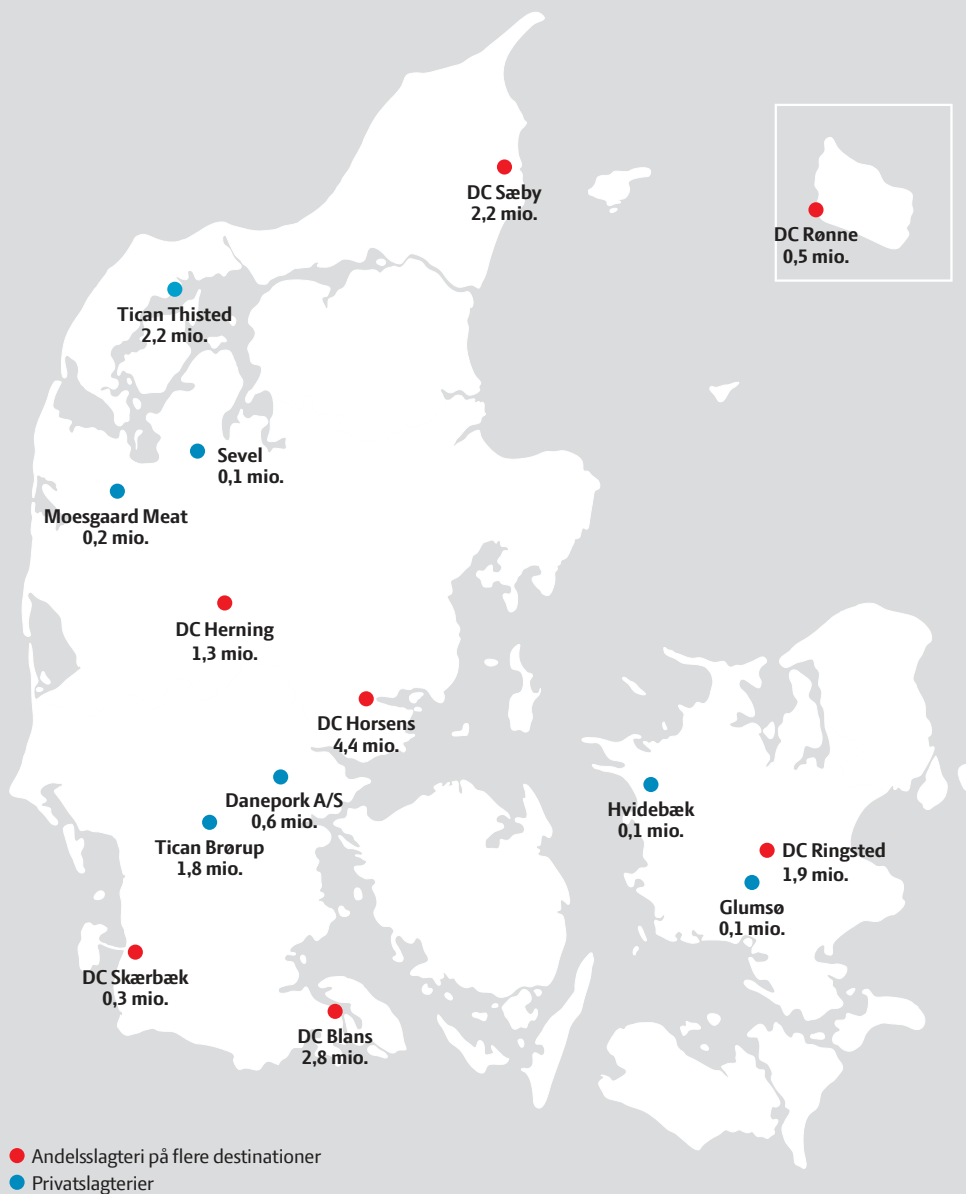 DC Sæby
2,2 mio.
DC Rønne
0,5 mio.
Tican Thisted
2,2 mio.
Sevel
0,1 mio.
Moesgaard Meat
0,2 mio.
DC Herning
1,3 mio.
DC Horsens
4,4 mio.
Danepork A/S
0,6 mio.
Hvidebæk
0,1 mio.
Tican Brørup
1,8 mio.
DC Ringsted
1,9 mio.
Glumsø
0,1 mio.
DC Skærbæk
0,3 mio.
DC Blans
2,8 mio.
Andelsslagteri på flere destinationer
Privatslagterier